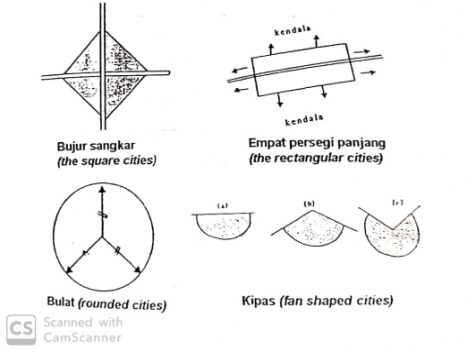 kendala
kendala
Bujur sangkar
(the square cities)
Empat persegi panjang
(the rectangular cities)
(a)
(b)
(c)
Bulat (rounded cities)
Kipas (fan shaped cities)
CS Scanned with
CamScanner